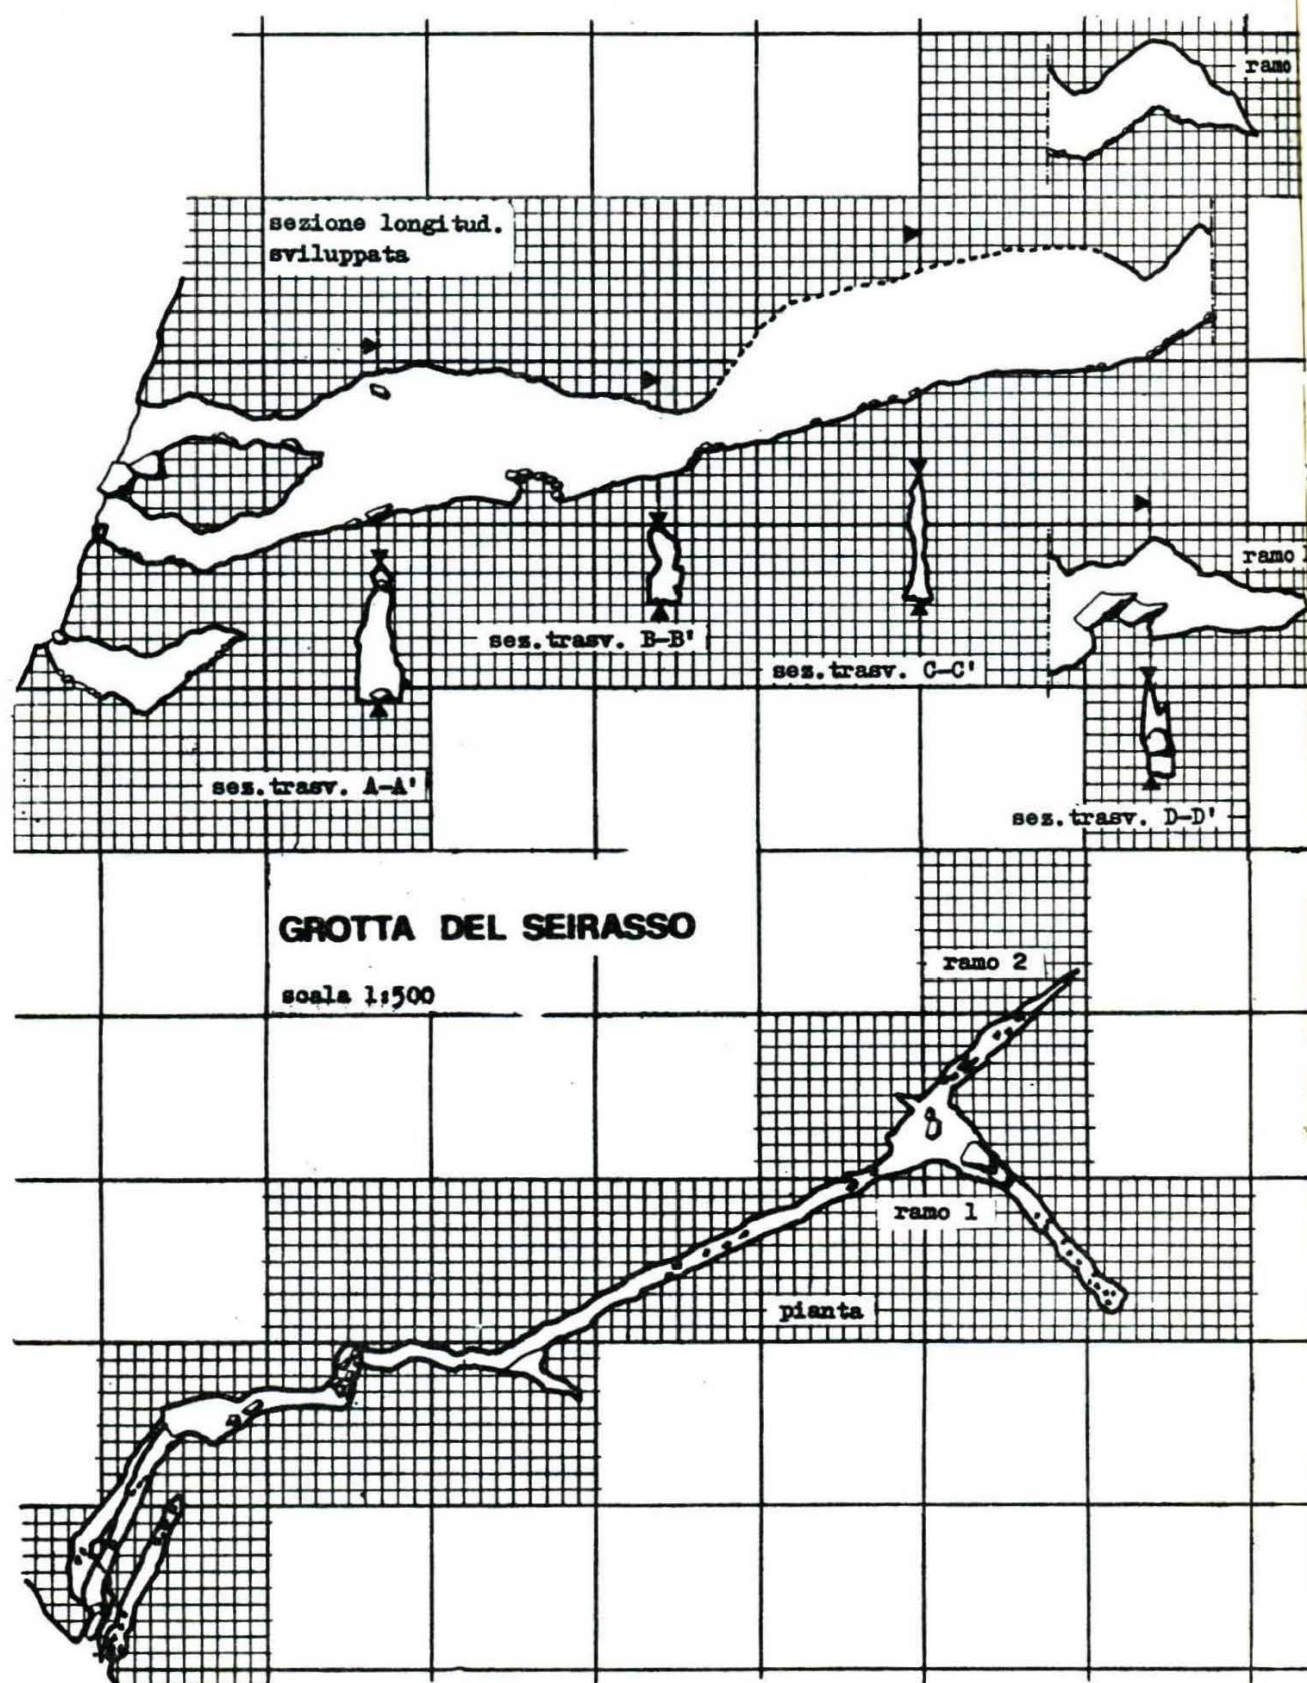 ramo
sezione longitud.
sviluppata
ramo
sez.trasv. B-B'
sez.trasv. C-C'
sez.trasv. A-A'
sez.trasv. D-D'
GROTTA DEL SEIRASSO
scala 1:500
ramo 2
ramo 1
pianta